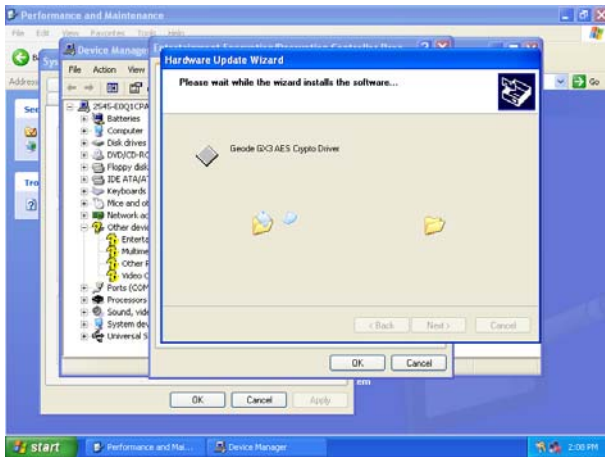 Performance and Maintenance
File Edit View Favorites Tools Help
Address
Go
Device Manager
File Action View
2545-E0Q1CPA
Batteries
Computer
Disk drives
DVD/CD-RO
Floppy disk
IDE ATA/AT
Keyboards
Mice and ot
Network ad
Other devic
Enterta
Multime
Other P
Video C
Ports (COM
Processors
Sound, vide
System dev
Universal S
Hardware Update Wizard
Please wait while the wizard installs the software...
Geode GX3 AES Crypto Driver
< Back Next > Cancel
OK Cancel
OK Cancel Apply
start
Performance and Mai...
Device Manager
2:00 PM